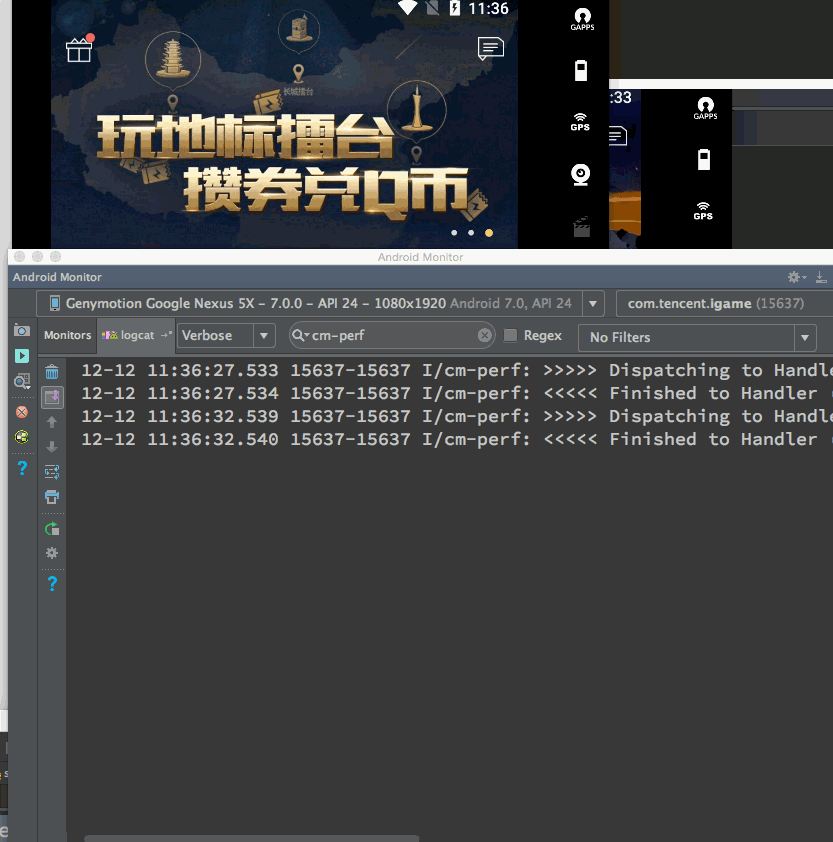 11:36
GAPPS
长城擂台
玩地标擂台
攒券兑Q币
GPS
:33
GAPPS
GPS
Android Monitor
Android Monitor
Genymotion Google Nexus 5X – 7.0.0 – API 24 – 1080x1920 Android 7.0, API 24
com.tencent.igame (15637)
Monitors
logcat
Verbose
cm-perf
Regex
No Filters
12-12 11:36:27.533 15637-15637 I/cm-perf: >>>>> Dispatching to Handle
12-12 11:36:27.534 15637-15637 I/cm-perf: <<<<< Finished to Handler
12-12 11:36:32.539 15637-15637 I/cm-perf: >>>>> Dispatching to Handle
12-12 11:36:32.540 15637-15637 I/cm-perf: <<<<< Finished to Handler
?
?